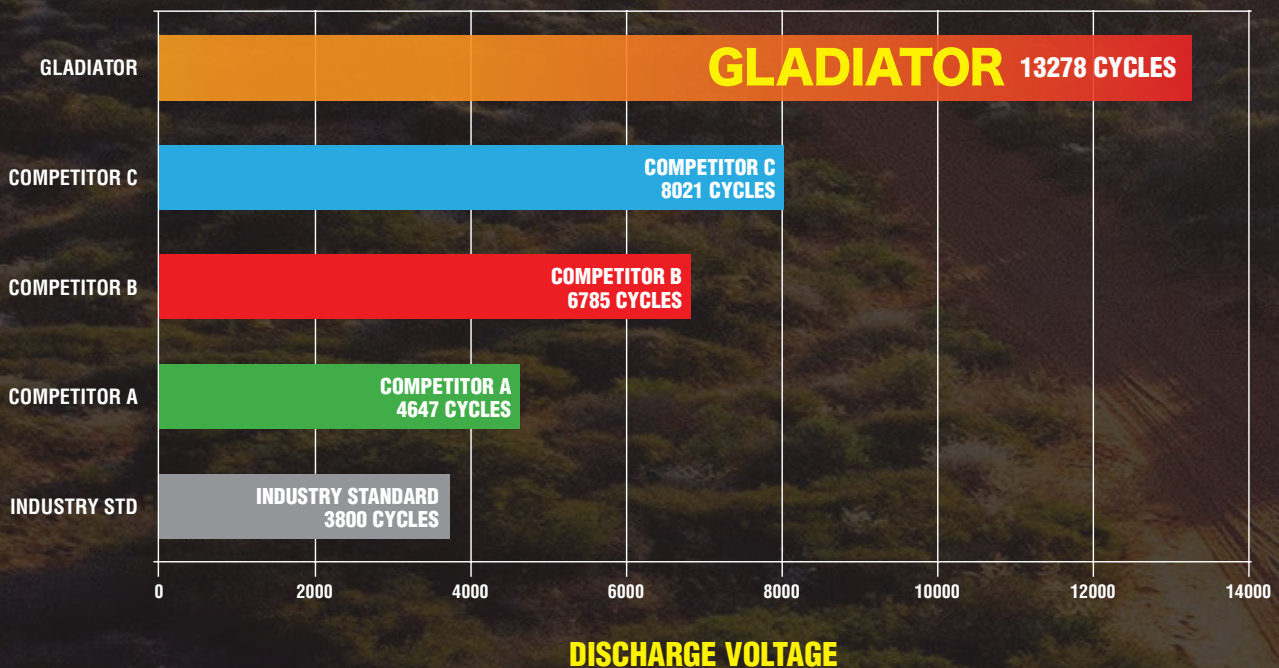 GLADIATOR
GLADIATOR 13278 CYCLES
COMPETITOR C
COMPETITOR C
8021 CYCLES
COMPETITOR B
COMPETITOR B
6785 CYCLES
COMPETITOR A
COMPETITOR A
4647 CYCLES
INDUSTRY STD
INDUSTRY STANDARD
3800 CYCLES
0 2000 4000 6000 8000 10000 12000 14000
DISCHARGE VOLTAGE